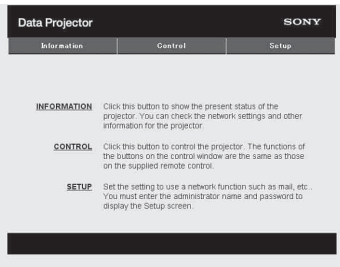 Data Projector SONY
Information Control Setup
INFORMATION Click this button to show the present status of the
projector. You can check the network settings and other
information for the projector.
CONTROL Click this button to control the projector. The functions of
the buttons on the control window are the same as those
on the supplied remote control.
SETUP Set the setting to use a network function such as mail, etc..
You must enter the administrator name and password to
display the Setup screen.